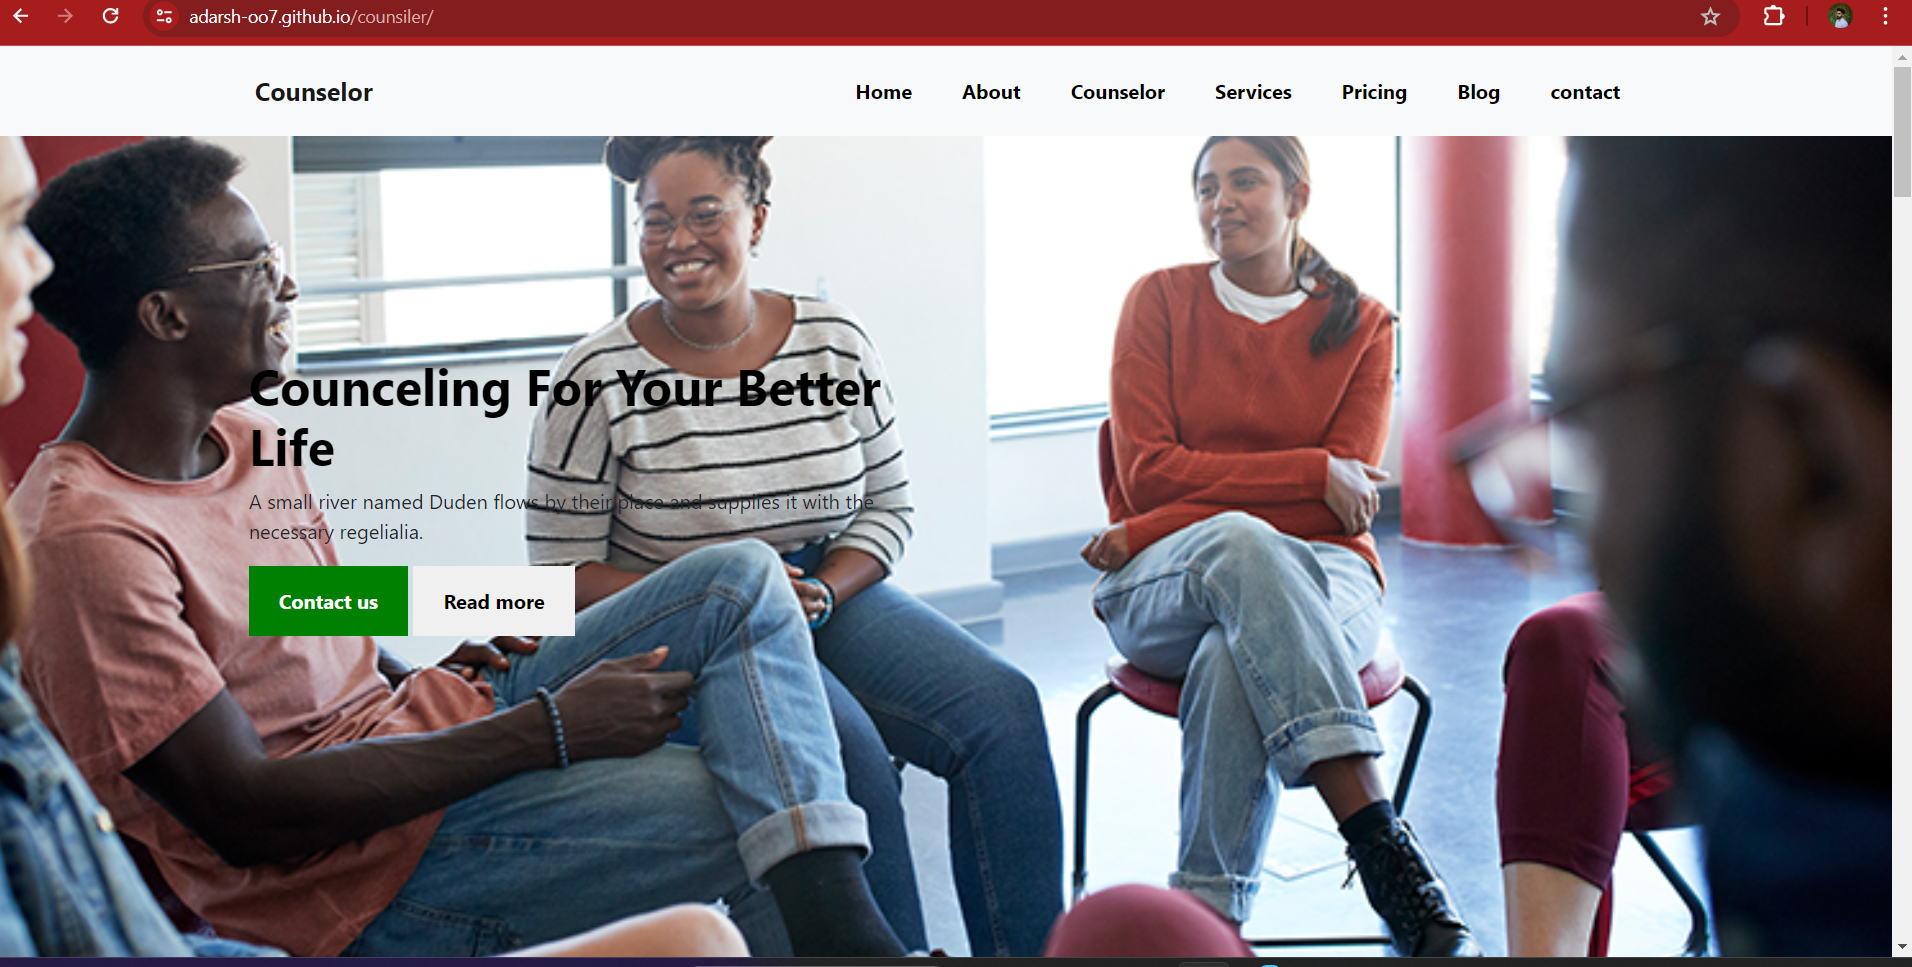 adarsh-oo7.github.io/counsiler/
Counselor
Home About Counselor Services Pricing Blog contact
Counceling For Your Better
Life
A small river named Duden flows by their place and supplies it with the
necessary regelialia.
Contact us Read more